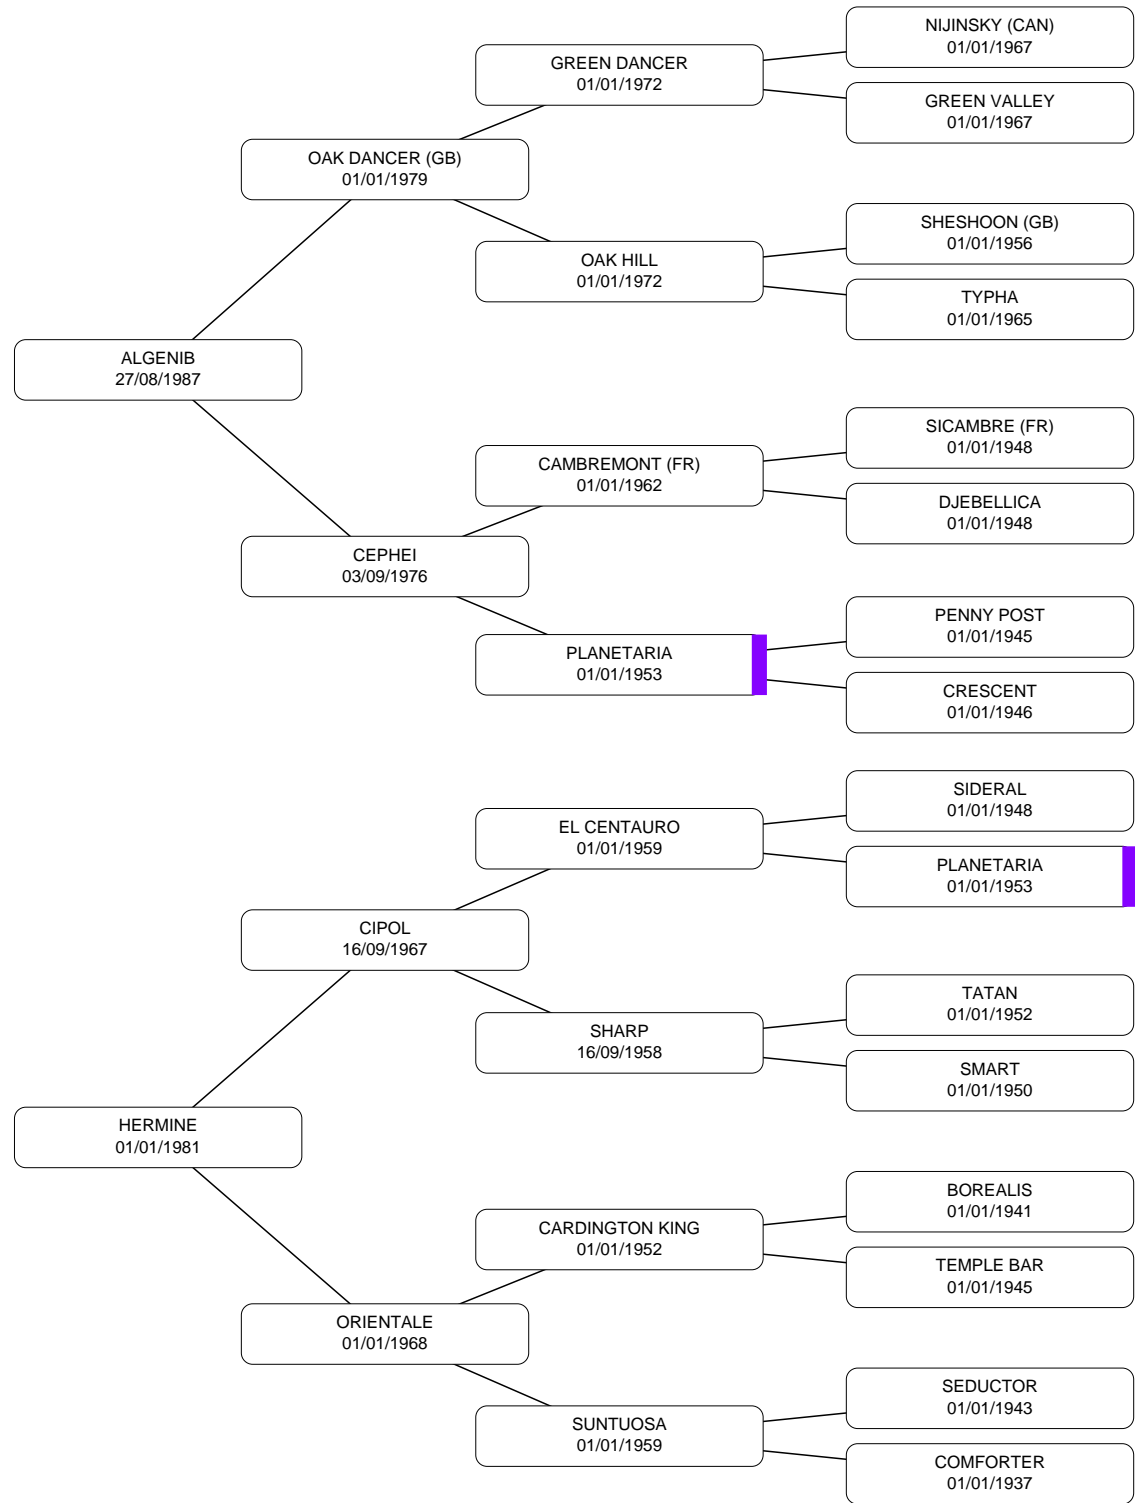 NIJINSKY (CAN)
01/01/1967
GREEN DANCER
01/01/1972
GREEN VALLEY
01/01/1967
OAK DANCER (GB)
01/01/1979
SHESHOON (GB)
01/01/1956
OAK HILL
01/01/1972
TYPHA
01/01/1965
ALGENIB
27/08/1987
SICAMBRE (FR)
01/01/1948
CAMBREMONT (FR)
01/01/1962
DJEBELLICA
01/01/1948
CEPHEI
03/09/1976
PENNY POST
01/01/1945
PLANETARIA
01/01/1953
CRESCENT
01/01/1946
SIDERAL
01/01/1948
EL CENTAURO
01/01/1959
PLANETARIA
01/01/1953
CIPOL
16/09/1967
TATAN
01/01/1952
SHARP
16/09/1958
SMART
01/01/1950
HERMINE
01/01/1981
BOREALIS
01/01/1941
CARDINGTON KING
01/01/1952
TEMPLE BAR
01/01/1945
ORIENTALE
01/01/1968
SEDUCTOR
01/01/1943
SUNTUOSA
01/01/1959
COMFORTER
01/01/1937